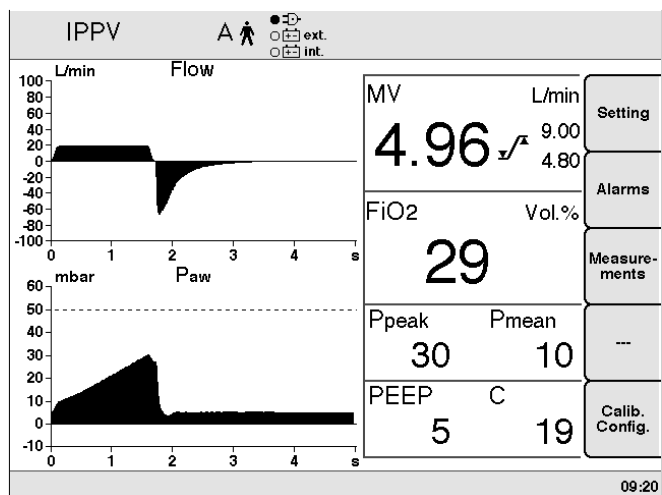 IPPV
A
ext.
int.
L/min Flow
100
80
60
40
20
0
-20
-40
-60
-80
-100
0 1 2 3 4 s
mbar Paw
60
50
40
30
20
10
0
-10
0 1 2 3 4 s
MV L/min
4.96 9.00
4.80
FiO2 Vol.%
29
Ppeak Pmean
30 10
PEEP C
5 19
Setting
Alarms
Measure-
ments
---
Calib.
Config.
09:20